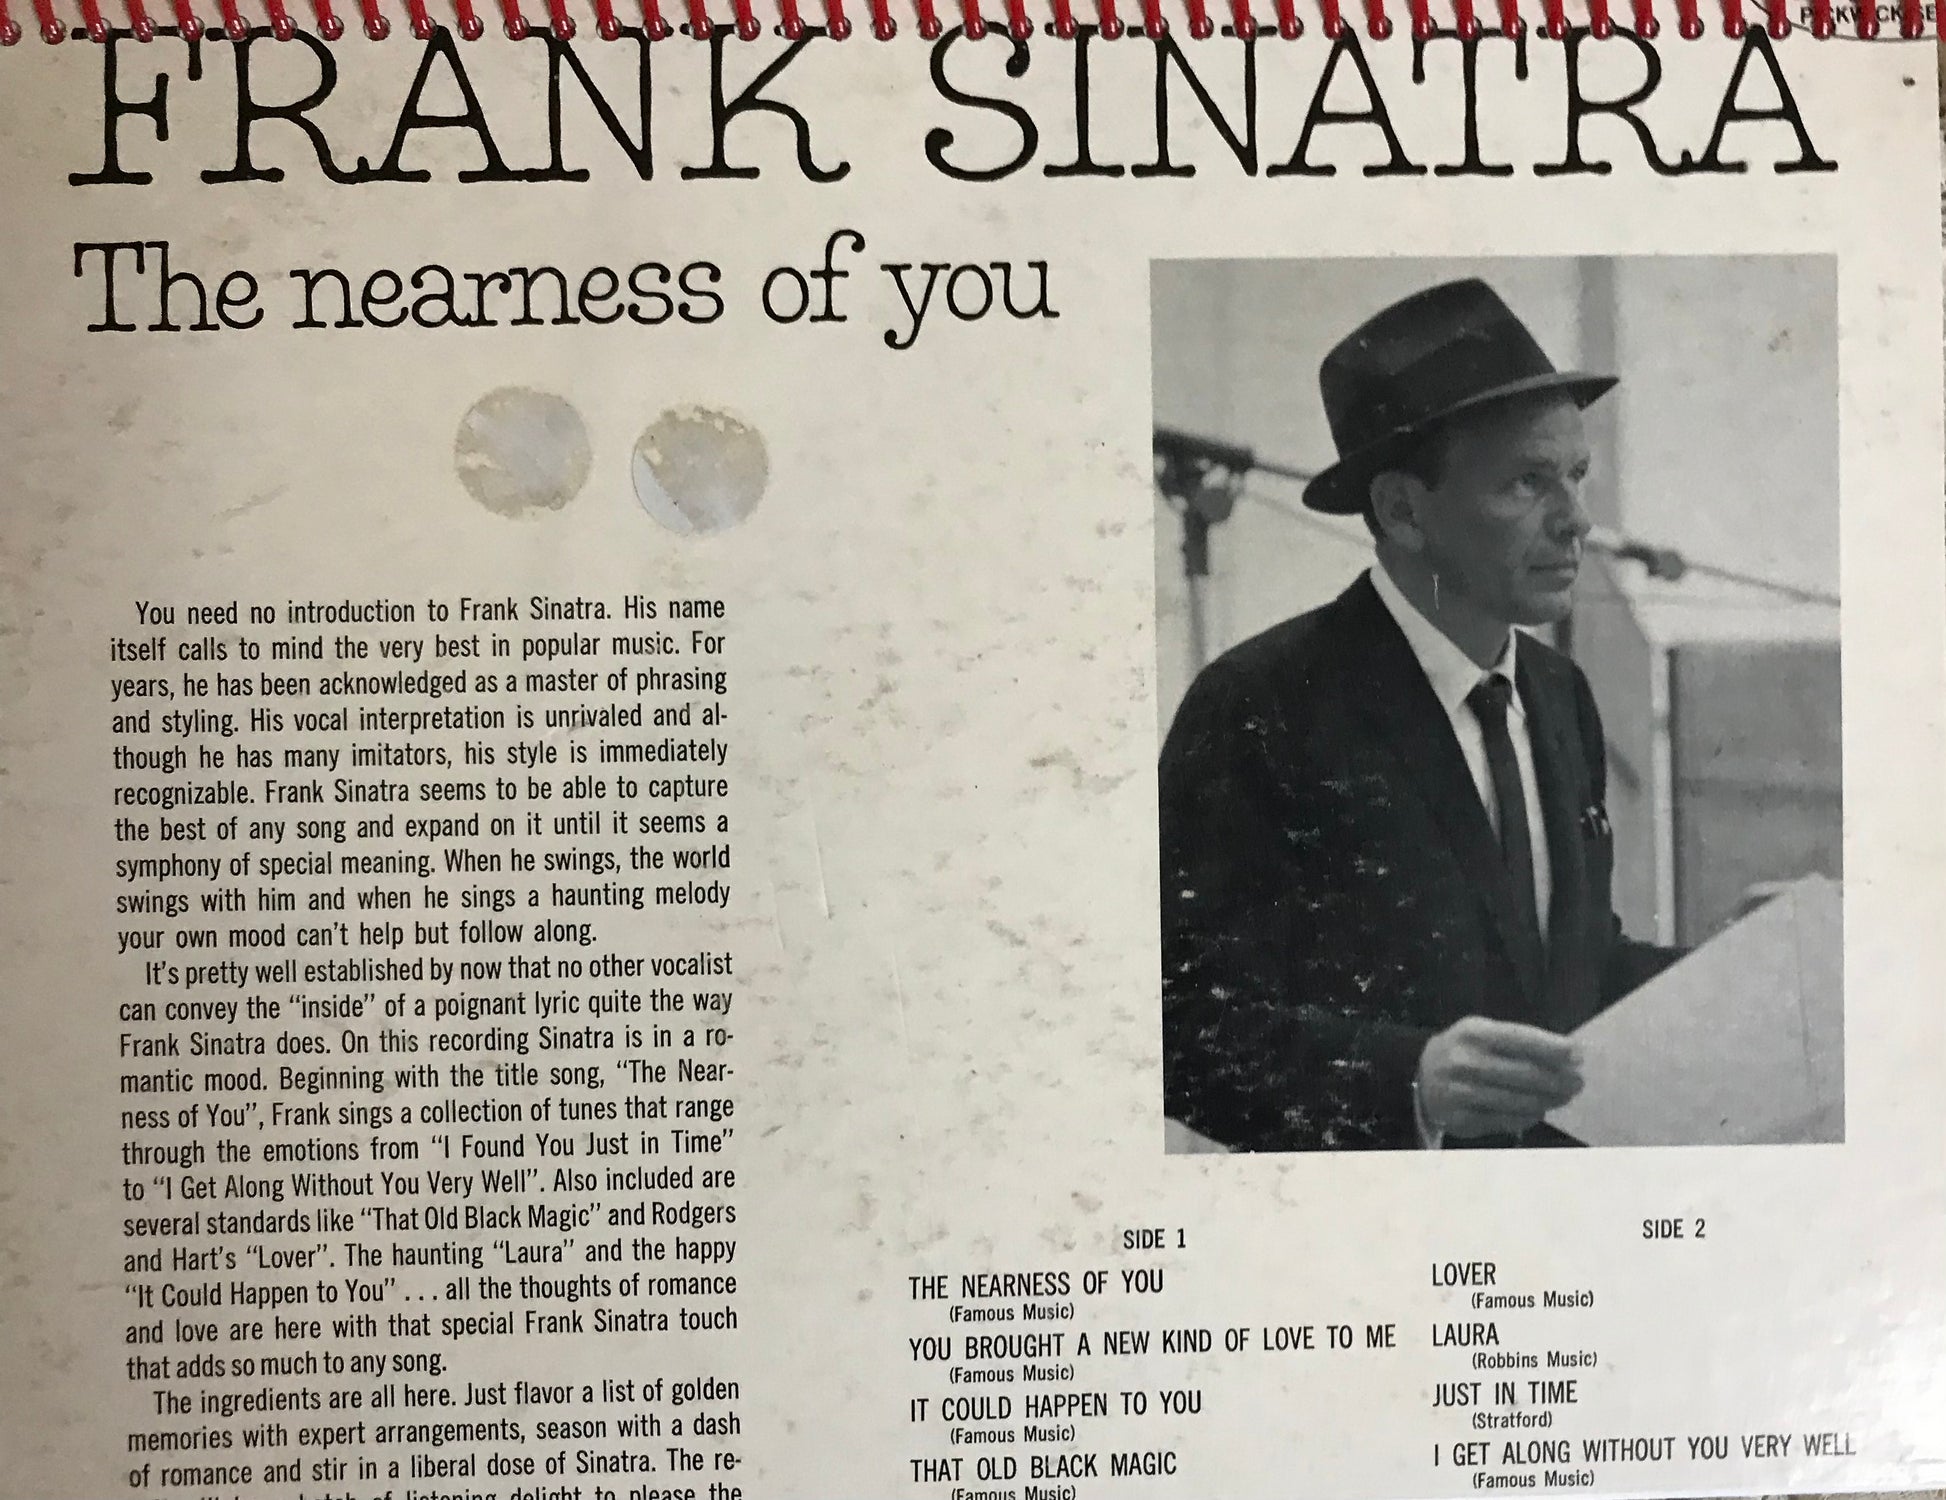 FRANK SINATRA
The nearness of you
You need no introduction to Frank Sinatra. His name
itself calls to mind the very best in popular music. For
years, he has been acknowledged as a master of phrasing
and styling. His vocal interpretation is unrivaled and al-
though he has many imitators, his style is immediately
recognizable. Frank Sinatra seems to be able to capture
the best of any song and expand on it until it seems a
symphony of special meaning. When he swings, the world
swings with him and when he sings a haunting melody
your own mood can't help but follow along.
It's pretty well established by now that no other vocalist
can convey the “inside” of a poignant lyric quite the way
Frank Sinatra does. On this recording Sinatra is in a ro-
mantic mood. Beginning with the title song, “The Near-
ness of You”, Frank sings a collection of tunes that range
through the emotions from “I Found You Just in Time”
to “I Get Along Without You Very Well”. Also included are
several standards like “That Old Black Magic” and Rodgers
and Hart's “Lover”. The haunting “Laura” and the happy
“It Could Happen to You” . . . all the thoughts of romance
and love are here with that special Frank Sinatra touch
that adds so much to any song.
The ingredients are all here. Just flavor a list of golden
memories with expert arrangements, season with a dash
of romance and stir in a liberal dose of Sinatra. The re-
of listening delight to please the
SIDE 1
THE NEARNESS OF YOU
(Famous Music)
YOU BROUGHT A NEW KIND OF LOVE TO ME
(Famous Music)
IT COULD HAPPEN TO YOU
(Famous Music)
THAT OLD BLACK MAGIC
(Famous Music)
SIDE 2
LOVER
(Famous Music)
LAURA
(Robbins Music)
JUST IN TIME
(Stratford)
I GET ALONG WITHOUT YOU VERY WELL
(Famous Music)